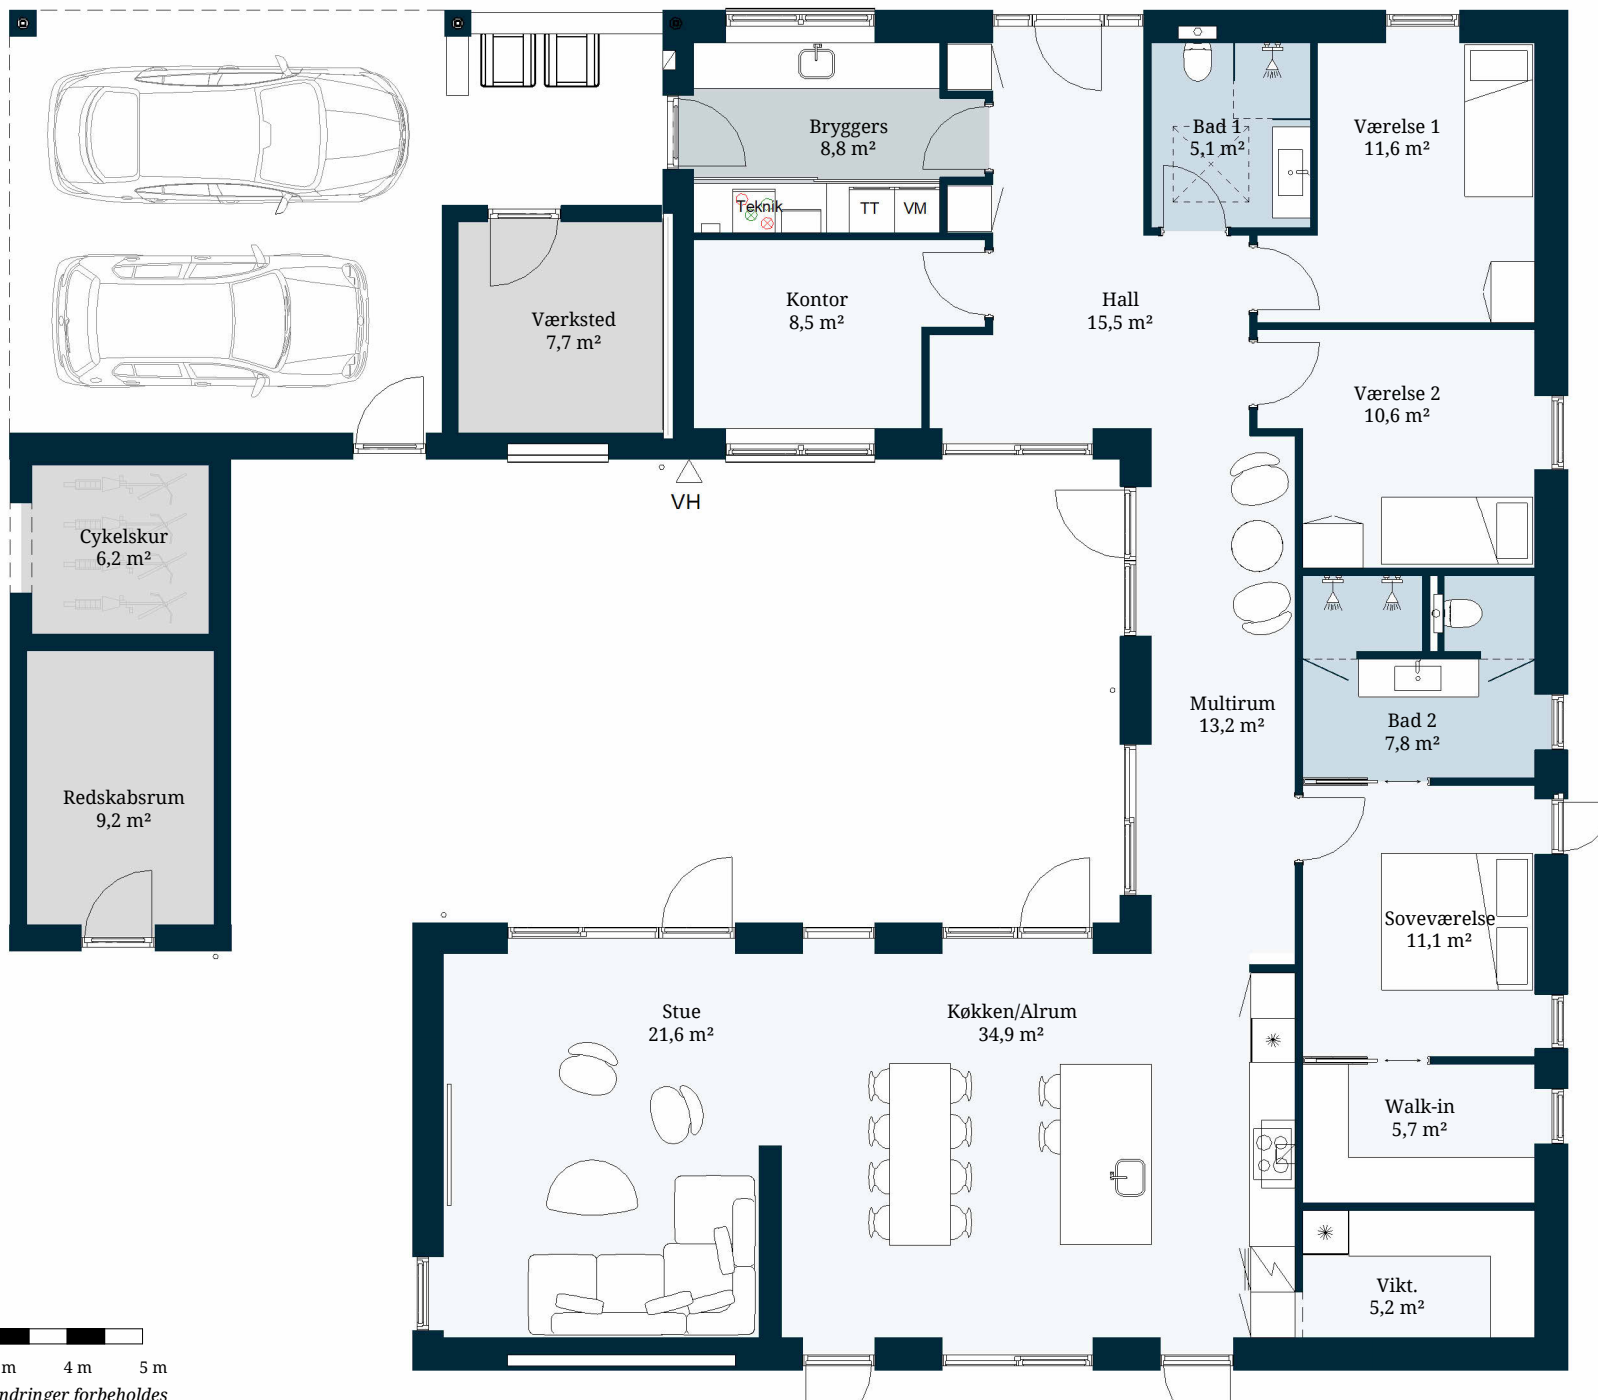 Bryggers
8,8 m²
Bad 1
5,1 m²
Værelse 1
11,6 m²
Teknik
TT
VM
Kontor
8,5 m²
Hall
15,5 m²
Værksted
7,7 m²
Værelse 2
10,6 m²
VH
Cykelskur
6,2 m²
Multirum
13,2 m²
Bad 2
7,8 m²
Redskabsrum
9,2 m²
Soveværelse
11,1 m²
Stue
21,6 m²
Køkken/Alrum
34,9 m²
Walk-in
5,7 m²
Vikt.
5,2 m²
m 4 m 5 m
ndringer forbeholdes